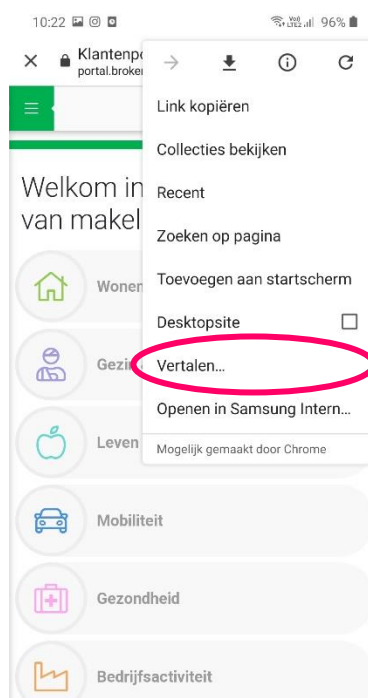 10:22 96%
Klantenpo
portal.broker
Link kopiëren
Collecties bekijken
Welkom in
Recent
van makel
Zoeken op pagina
Toevoegen aan startscherm
Wonen
Desktopsite
Gezin
Vertalen...
Openen in Samsung Intern...
Leven
Mogelijk gemaakt door Chrome
Mobiliteit
Gezondheid
Bedrijfsactiviteit